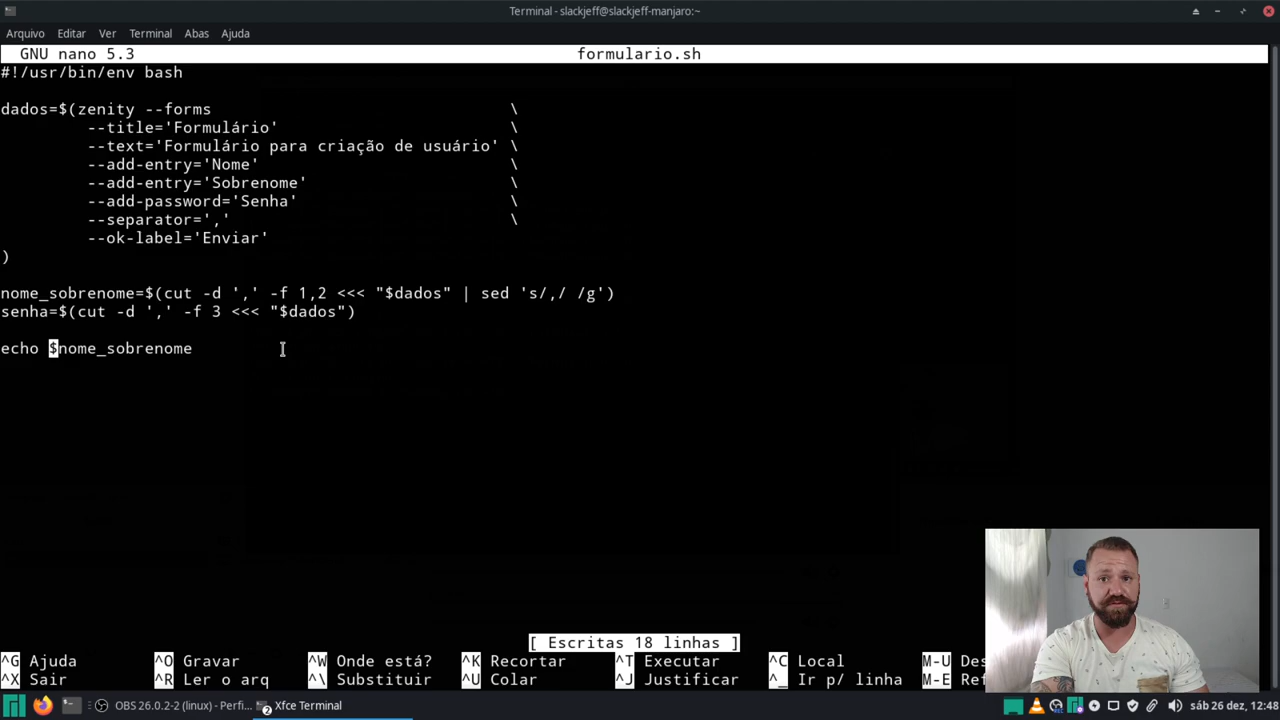 Terminal - slackjeff@slackjeff-manjaro:~
Arquivo Editar Ver Terminal Abas Ajuda
GNU nano 5.3 formulario.sh
#!/usr/bin/env bash
dados=$(zenity --forms \
--title='Formulário' \
--text='Formulário para criação de usuário' \
--add-entry='Nome' \
--add-entry='Sobrenome' \
--add-password='Senha' \
--separator=',' \
--ok-label='Enviar'
)
nome_sobrenome=$(cut -d ',' -f 1,2 <<< "$dados" | sed 's/,/ /g')
senha=$(cut -d ',' -f 3 <<< "$dados")
echo $nome_sobrenome
[ Escritas 18 linhas ]
^G Ajuda ^O Gravar ^W Onde está? ^K Recortar ^T Executar ^C Local M-U Des
^X Sair ^R Ler o arq ^\ Substituir ^U Colar ^J Justificar ^_ Ir p/ linha M-E Ref
OBS 26.0.2-2 (linux) - Perfi... 2 Xfce Terminal sáb 26 dez, 12:48